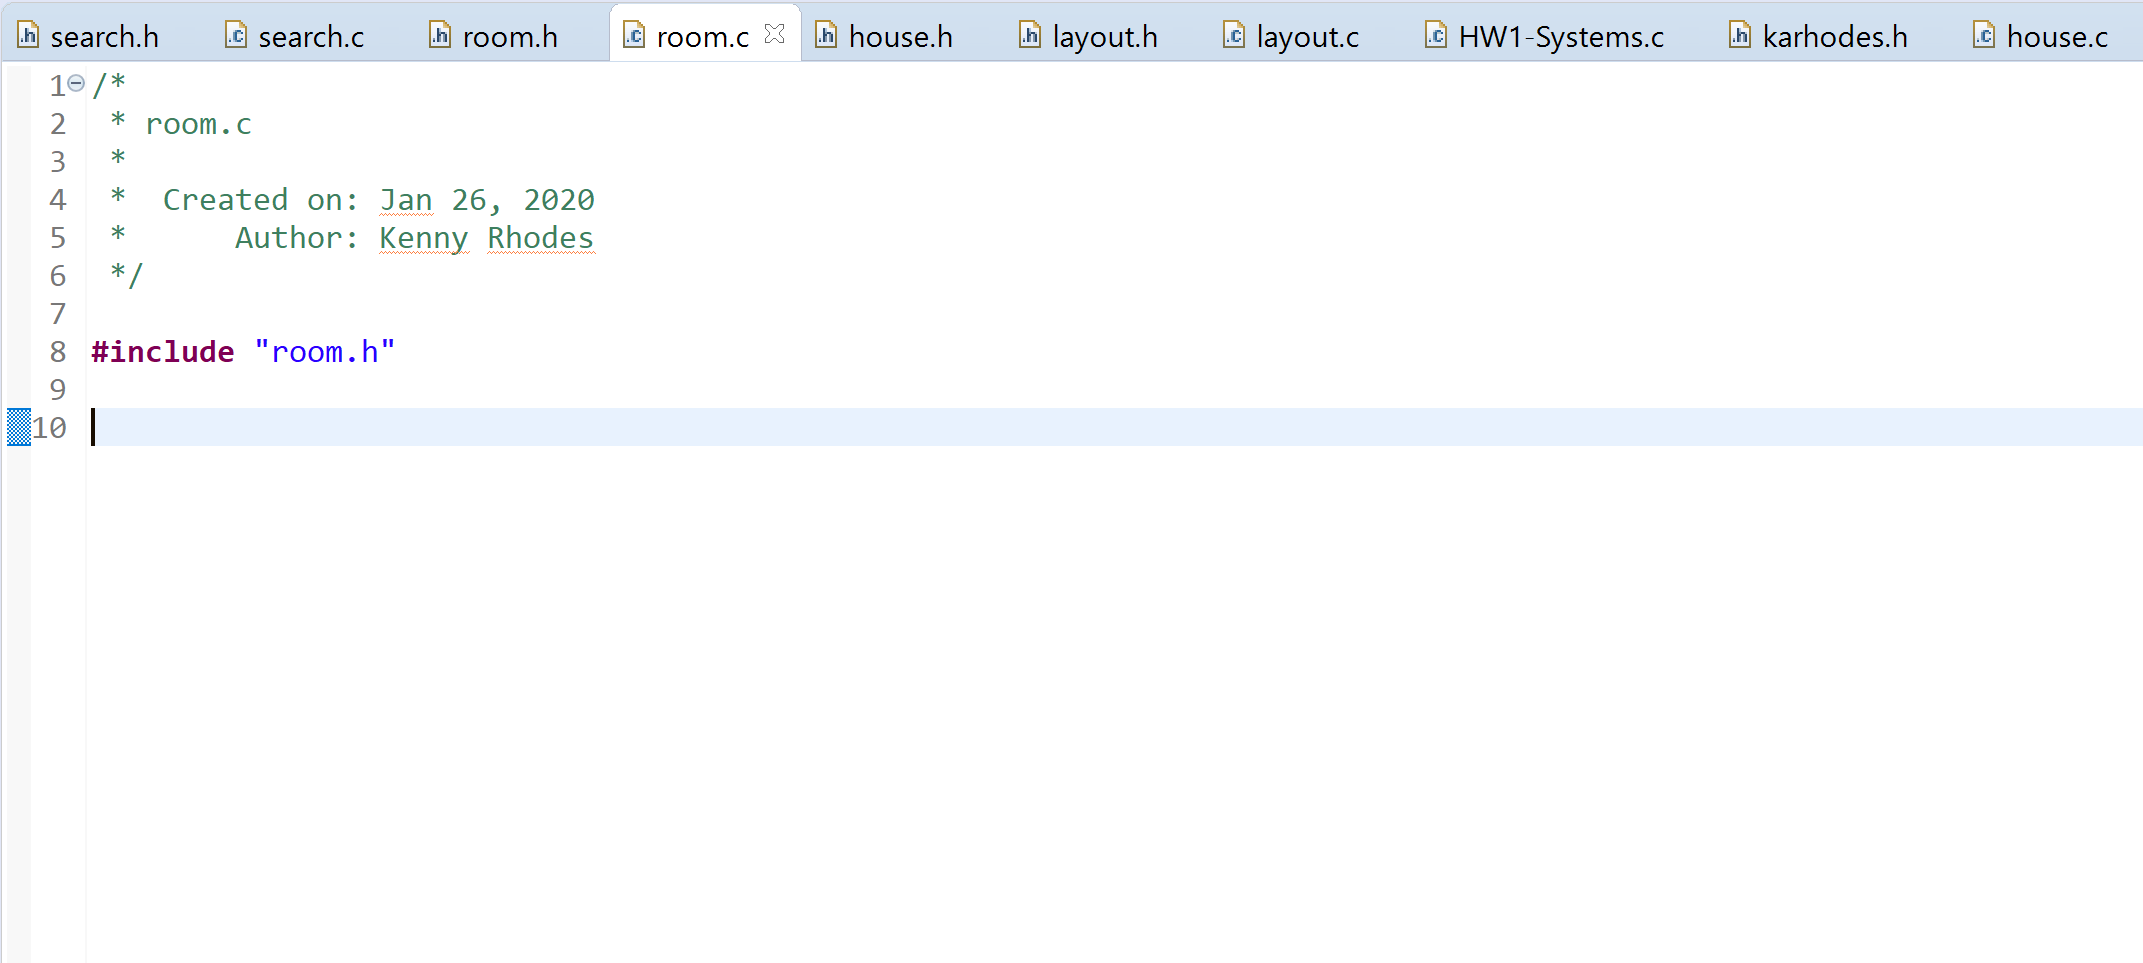 search.h search.c room.h room.c house.h layout.h layout.c HW1-Systems.c karhodes.h house.c
1 /*
2  * room.c
3  *
4  *  Created on: Jan 26, 2020
5  *      Author: Kenny Rhodes
6  */
7
8 #include "room.h"
9
10